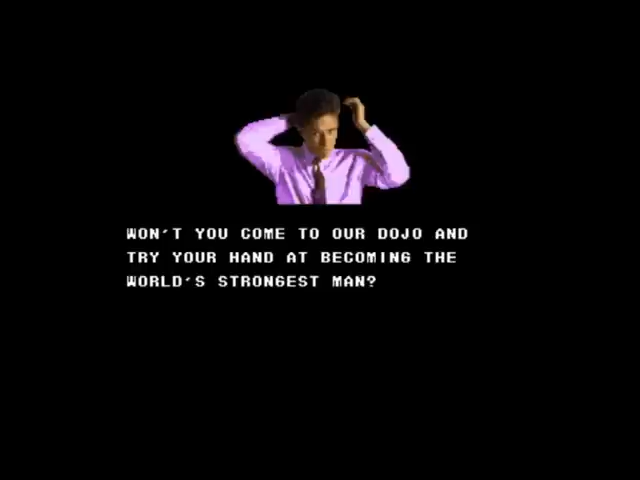 WON'T YOU COME TO OUR DOJO AND
TRY YOUR HAND AT BECOMING THE
WORLD'S STRONGEST MAN?